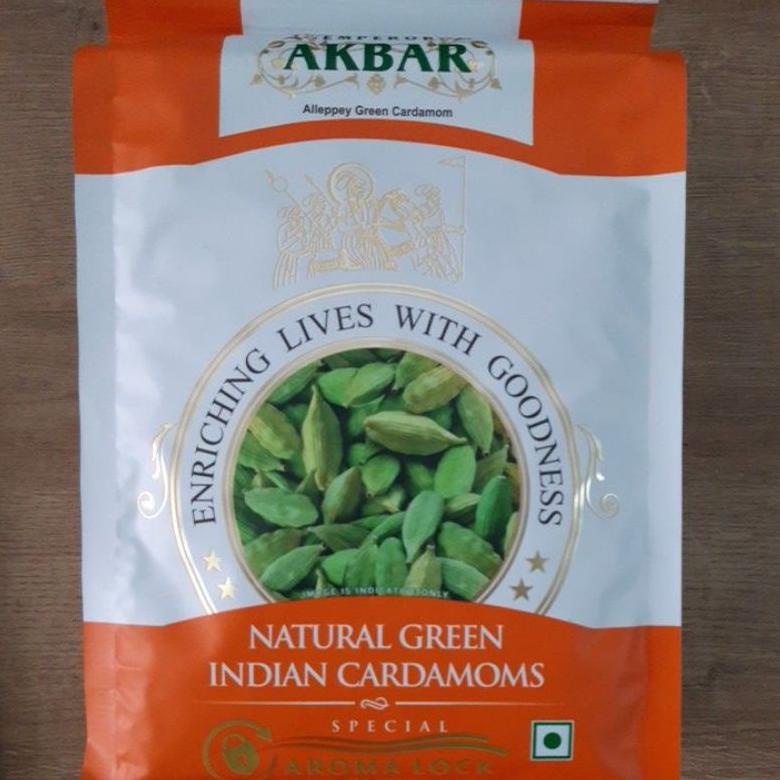 EMPEROR
AKBAR
Alleppey Green Cardamom
ENRICHING LIVES WITH GOODNESS
IMAGE IS INDICATIVE ONLY
NATURAL GREEN
INDIAN CARDAMOMS
SPECIAL
AROMA LOCK